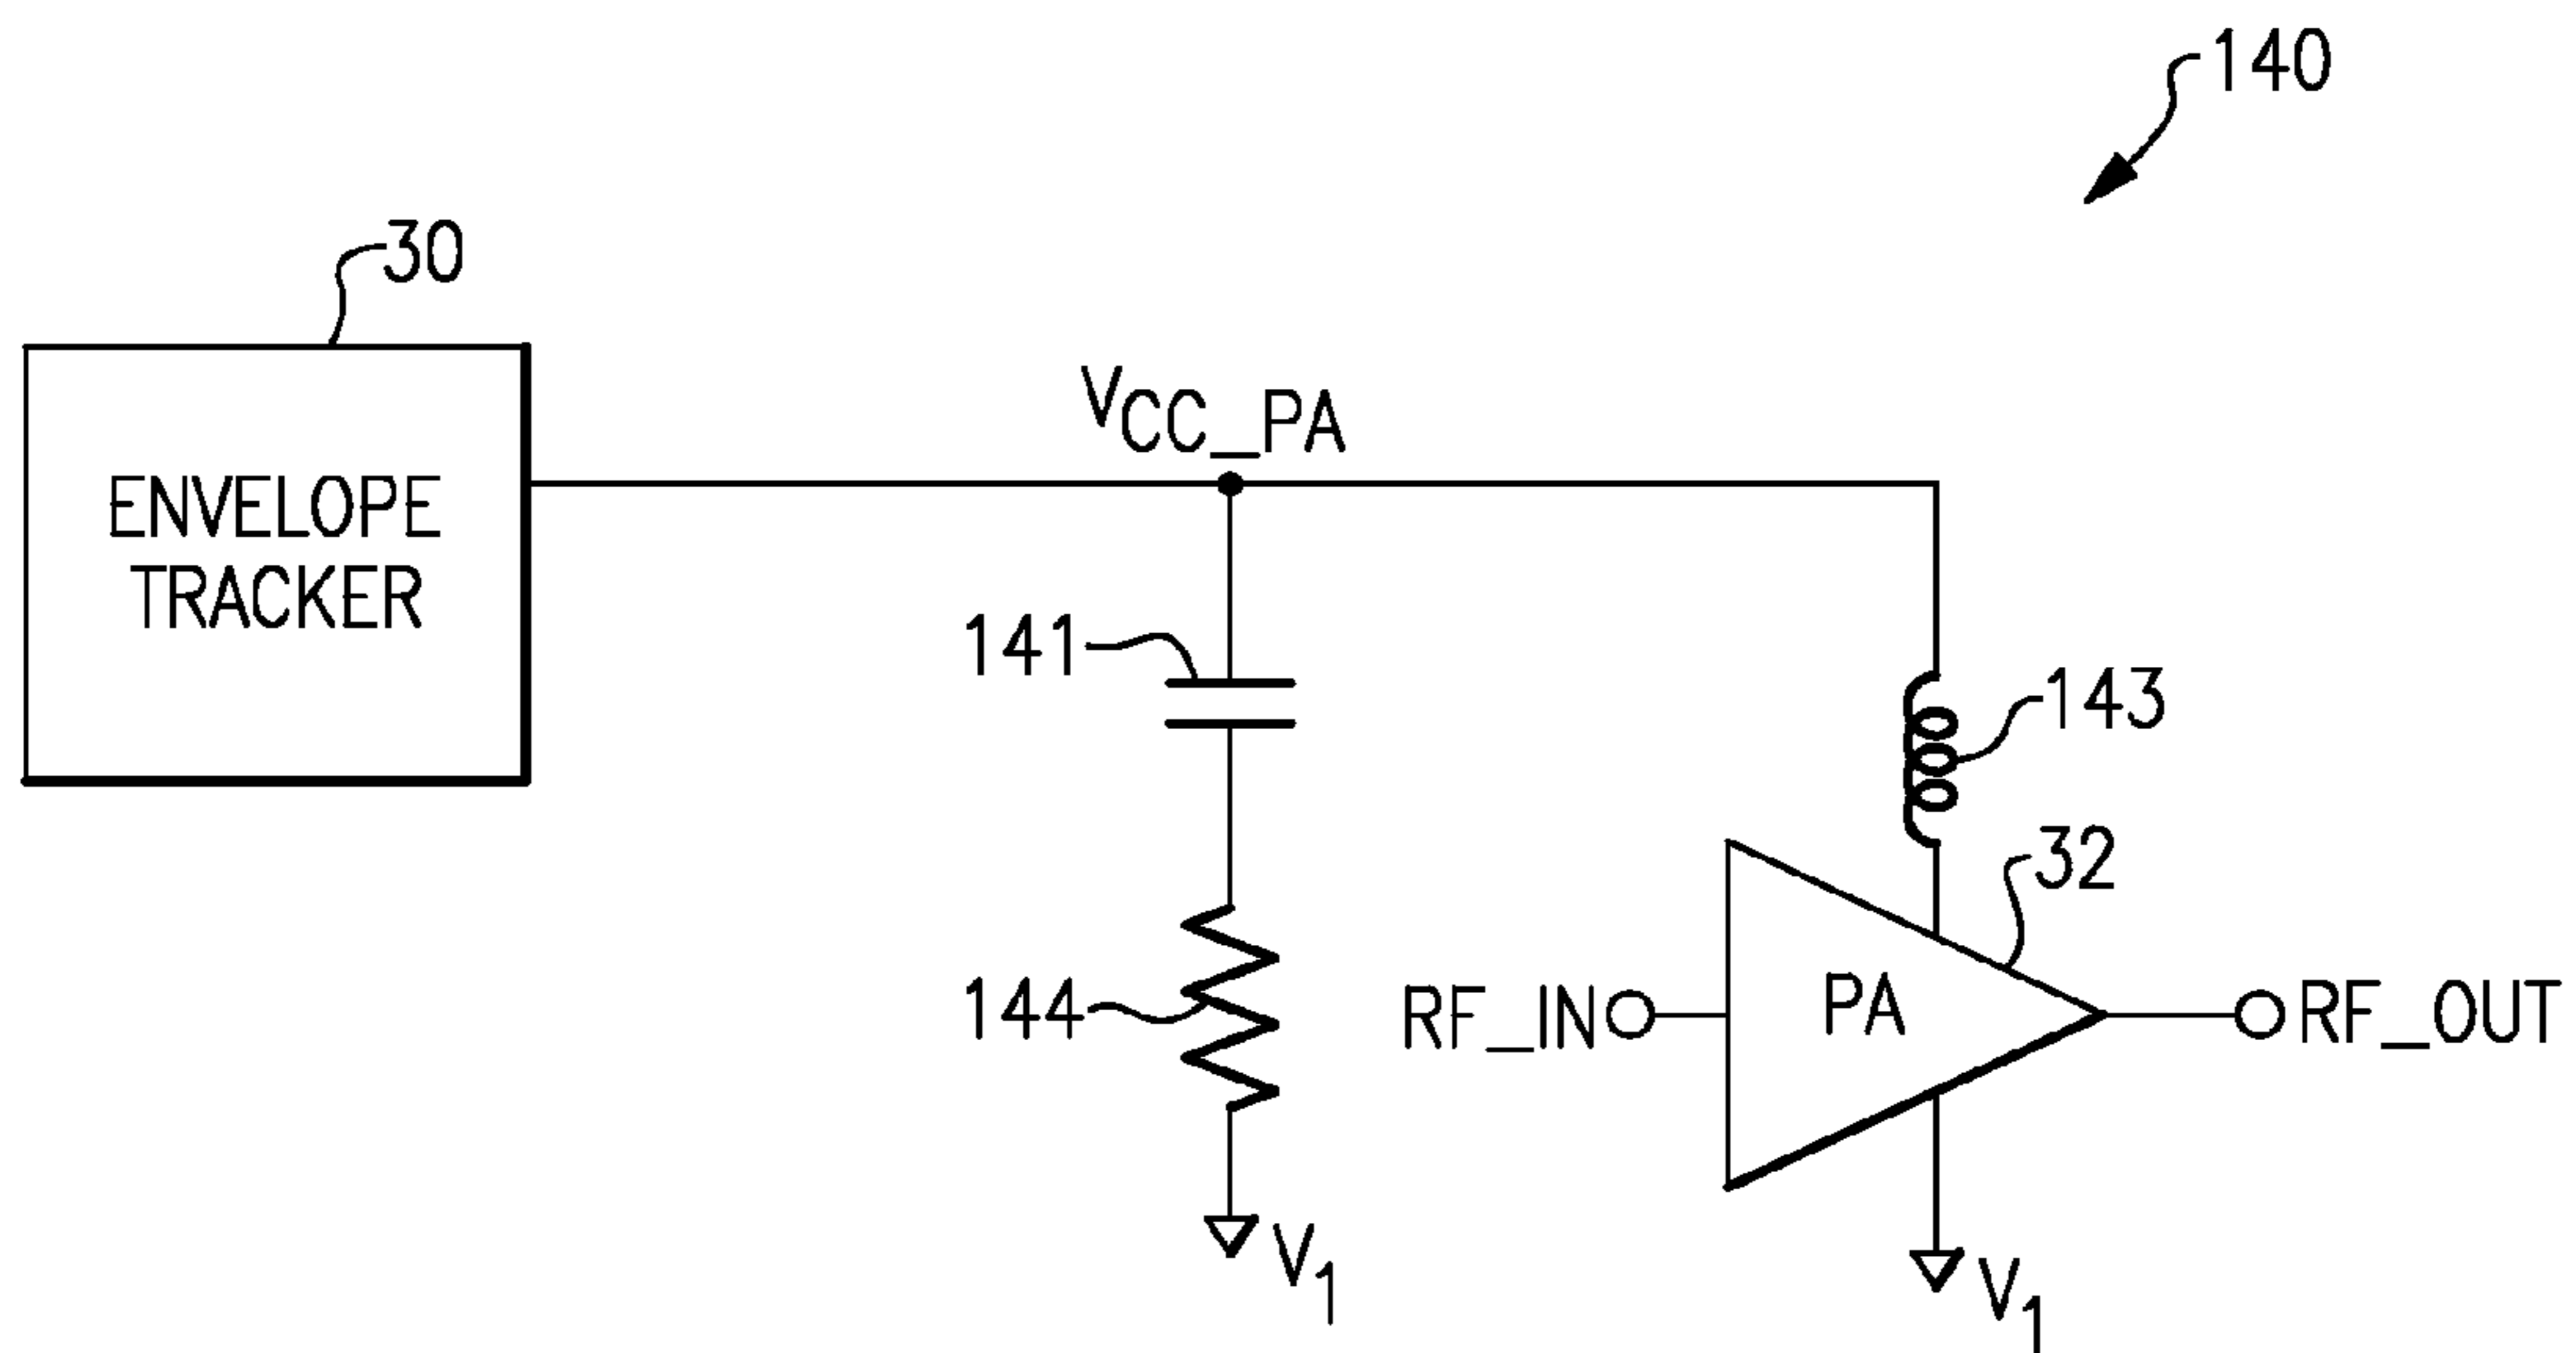 140
30
ENVELOPE
TRACKER
VCC_PA
141
143
32
144
RF_IN
PA
RF_OUT
V1
V1